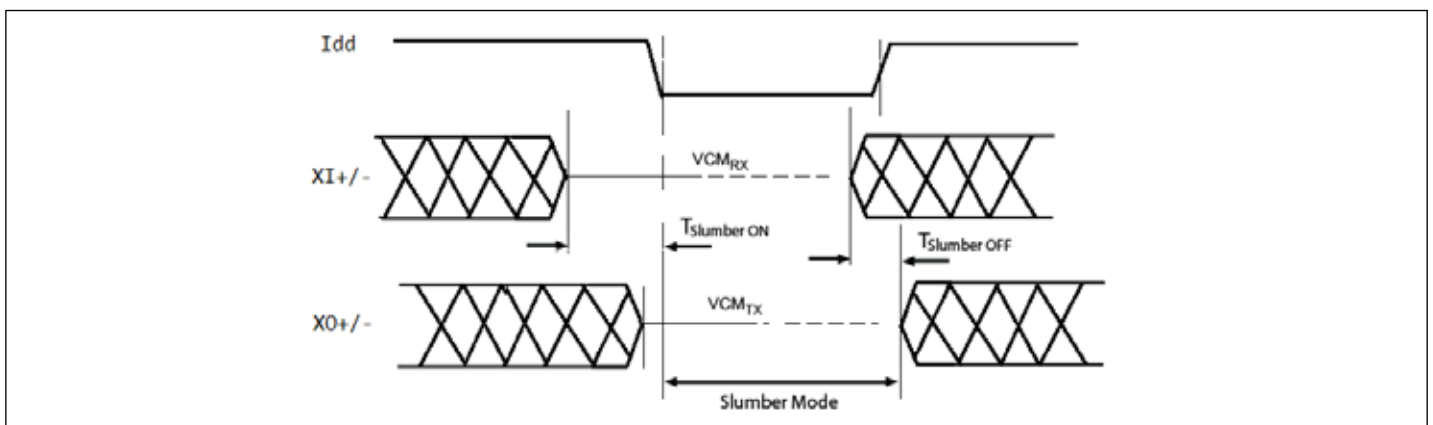 Idd
XI+/-
VCMRX
TSlumber ON
TSlumber OFF
XO+/-
VCMTX
Slumber Mode